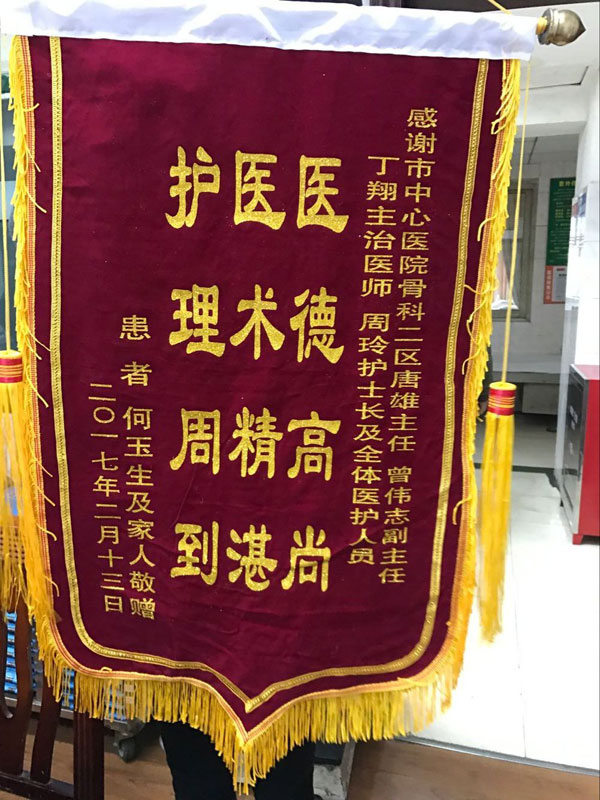 感谢市中心医院骨科二区唐雄主任 曾伟志副主任
丁翔主治医师 周玲护士长及全体医护人员
医德高尚
医术精湛
护理周到
患者 何玉生及家人敬赠
二〇一七年二月十三日